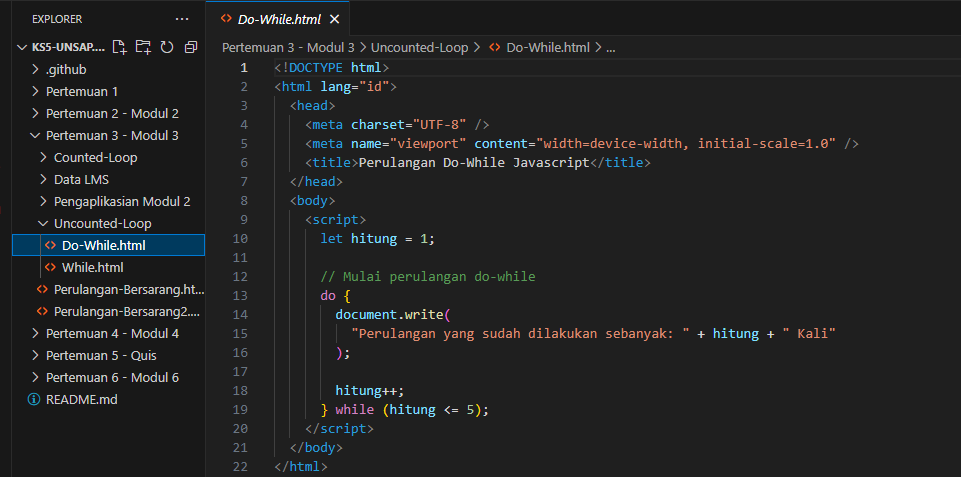 EXPLORER
···
Do-While.html
KS5-UNSAP....
Pertemuan 3 - Modul 3 > Uncounted-Loop > Do-While.html > ...
.github
Pertemuan 1
Pertemuan 2 - Modul 2
Pertemuan 3 - Modul 3
Counted-Loop
Data LMS
Pengaplikasian Modul 2
Uncounted-Loop
Do-While.html
While.html
Perulangan-Bersarang.ht...
Perulangan-Bersarang2....
Pertemuan 4 - Modul 4
Pertemuan 5 - Quis
Pertemuan 6 - Modul 6
README.md
1 <!DOCTYPE html>
2 <html lang="id">
3 <head>
4 <meta charset="UTF-8" />
5 <meta name="viewport" content="width=device-width, initial-scale=1.0" />
6 <title>Perulangan Do-While Javascript</title>
7 </head>
8 <body>
9 <script>
10 let hitung = 1;
11
12 // Mulai perulangan do-while
13 do {
14 document.write(
15 "Perulangan yang sudah dilakukan sebanyak: " + hitung + " Kali"
16 );
17
18 hitung++;
19 } while (hitung <= 5);
20 </script>
21 </body>
22 </html>